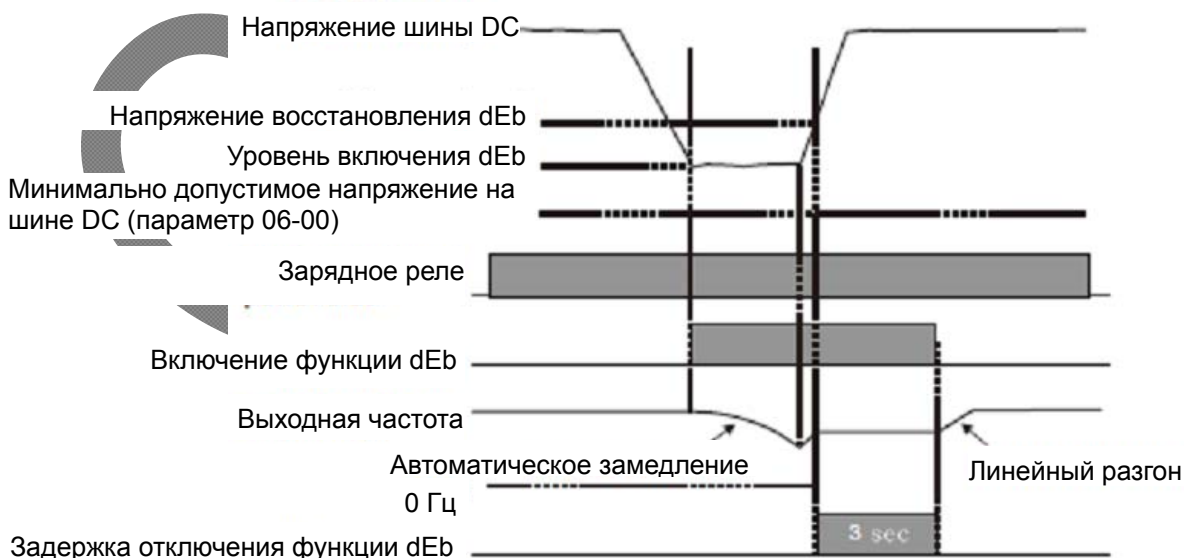 Напряжение шины DC
Напряжение восстановления dEb
Уровень включения dEb
Минимально допустимое напряжение на
шине DC (параметр 06-00)
Зарядное реле
Включение функции dEb
Выходная частота
Автоматическое замедление
Линейный разгон
0 Гц
3 sec
Задержка отключения функции dEb